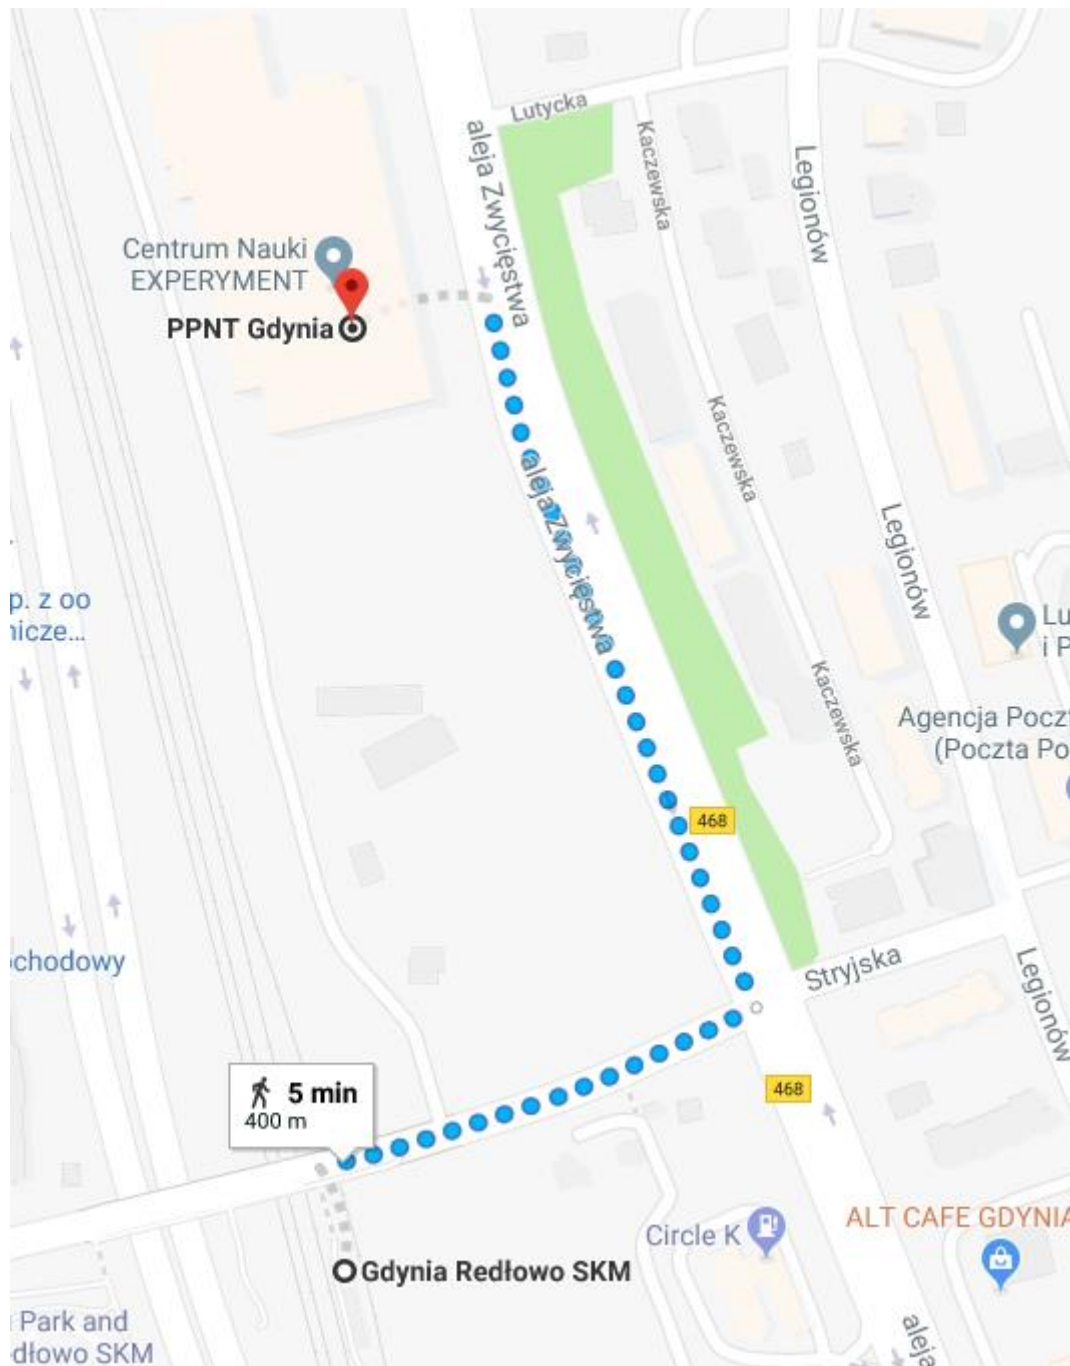 Lutycka
aleja Zwycięstwa
Kaczewska
Legionów
Centrum Nauki
EXPERYMENT
PPNT Gdynia
Kaczewska
aleja Zwycięstwa
Legionów
p. z oo
nicze...
Lu
i P
Kaczewska
Agencja Poczt
(Poczta Po
468
chodowy
Stryjska
Legionów
5 min
400 m
468
ALT CAFE GDYNIA
Circle K
Gdynia Redłowo SKM
Park and
dłowo SKM
aleja